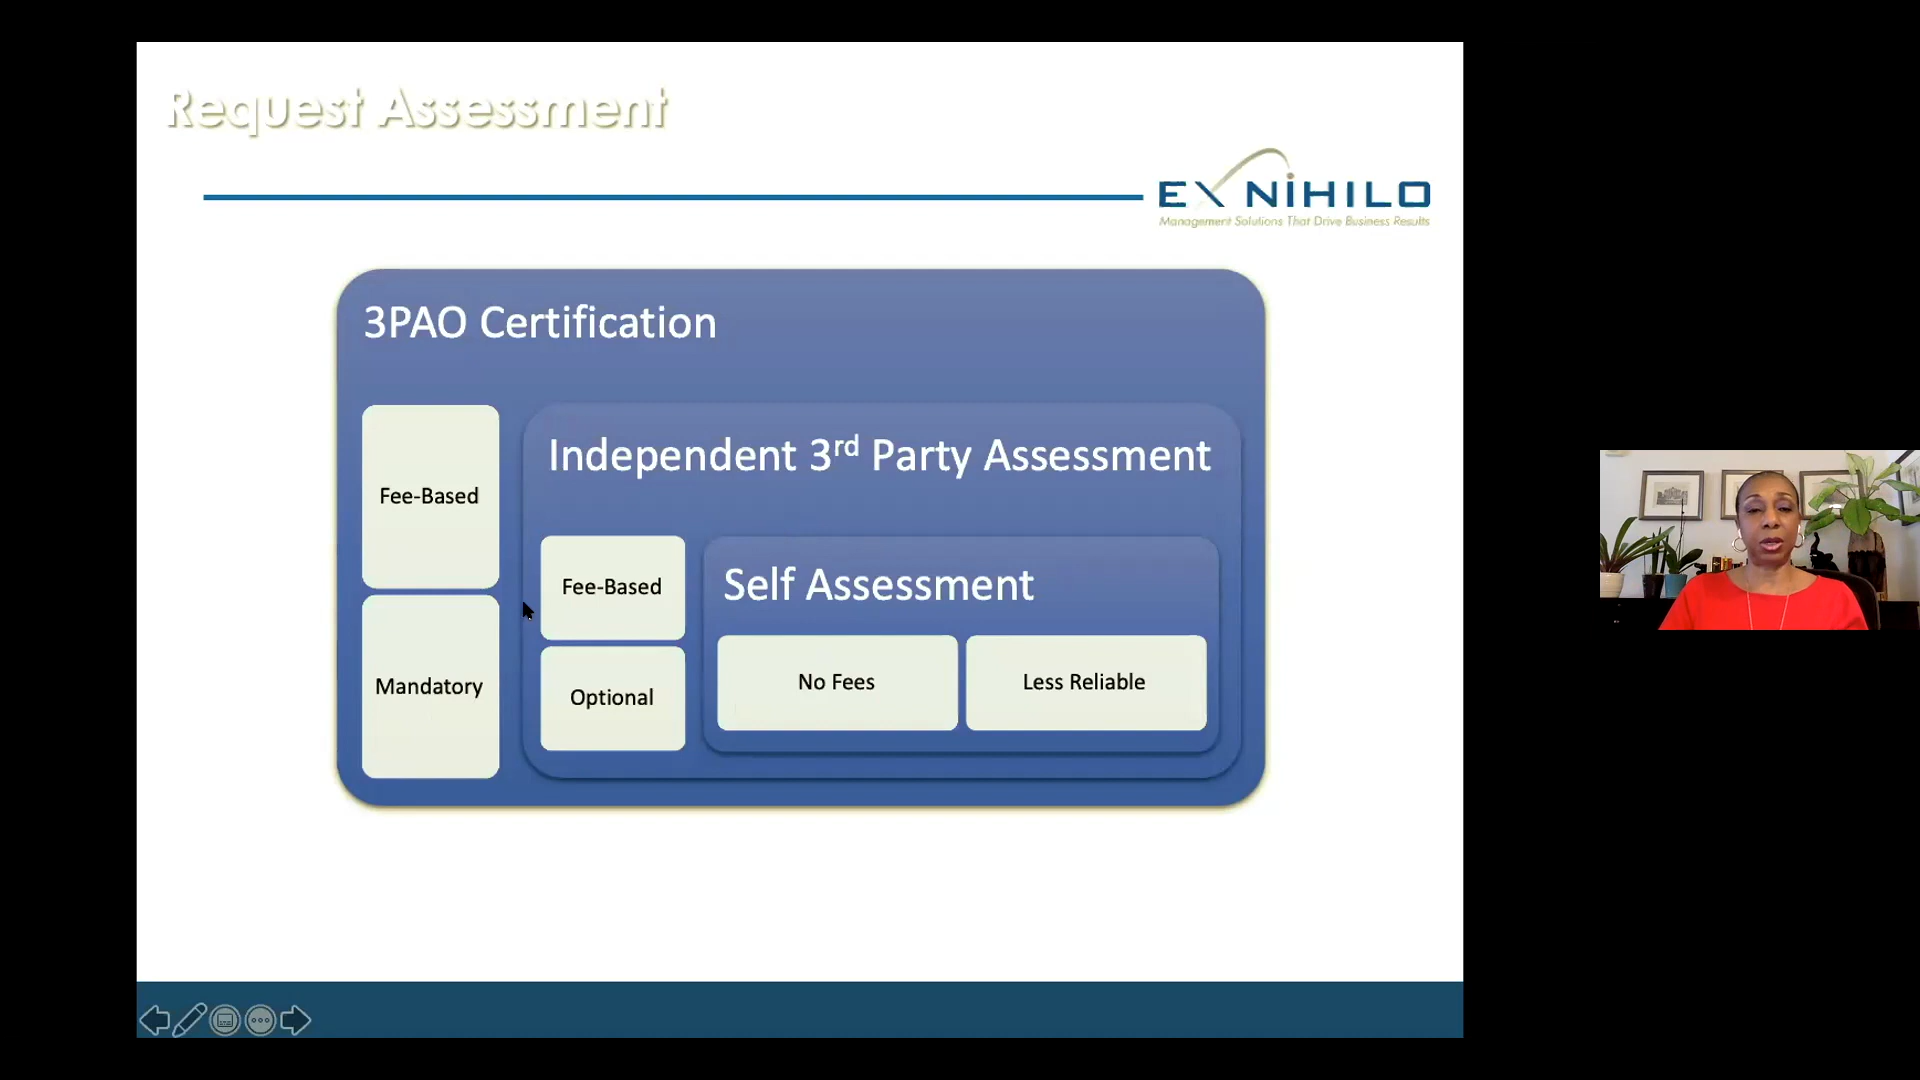 Request Assessment
EX NIHILO
Management Solutions That Drive Business Results
3PAO Certification
Fee-Based
Mandatory
Independent 3rd Party Assessment
Fee-Based
Optional
Self Assessment
No Fees
Less Reliable